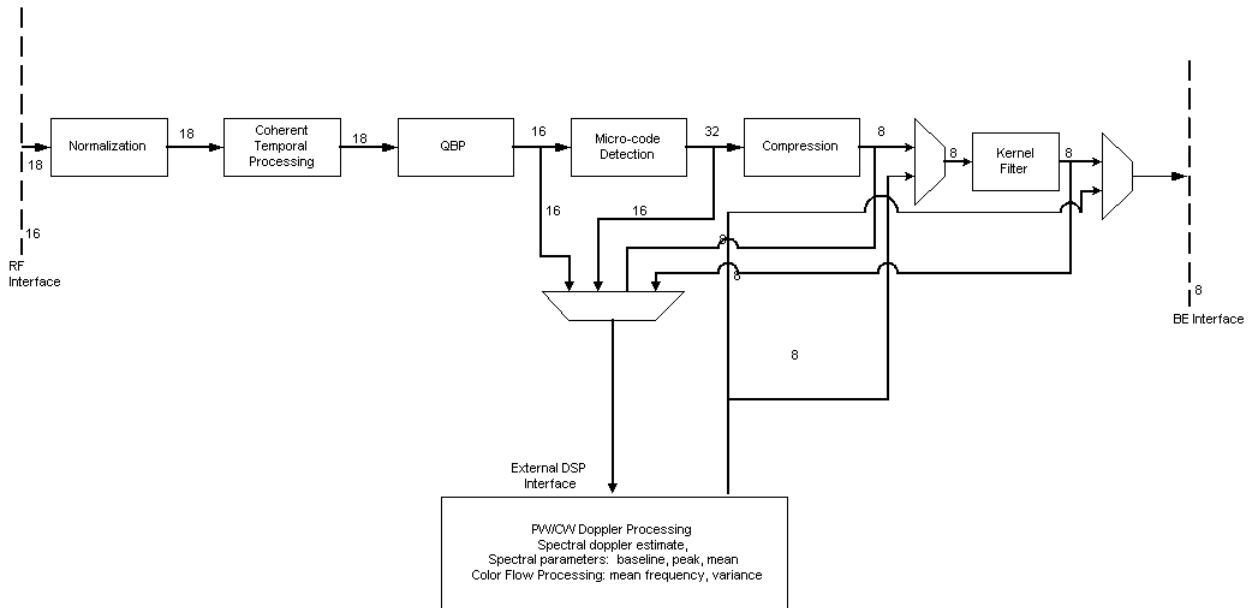 18
18
16
32
8
Normalization
Coherent
Temporal
Processing
QBP
Micro-code
Detection
Compression
8
Kernel
Filter
8
18
16
16
16
8
8
RF
Interface
8
BE Interface
8
External DSP
Interface
PW/CW Doppler Processing
Spectral doppler estimate,
Spectral parameters: baseline, peak, mean
Color Flow Processing: mean frequency, variance